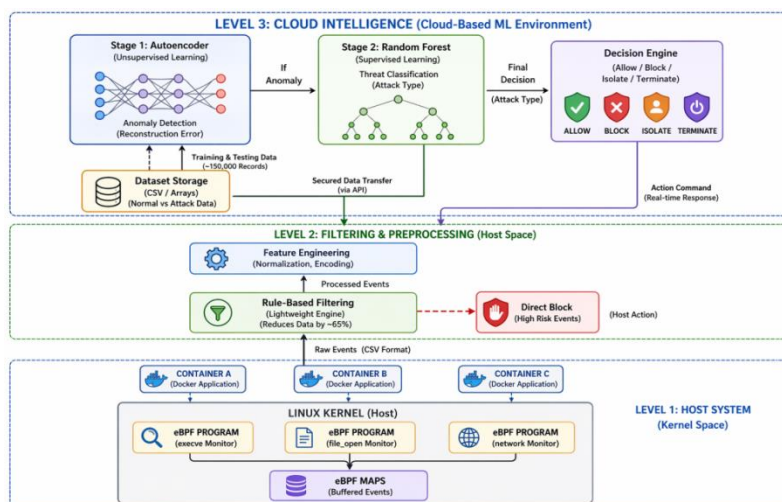 LEVEL 3: CLOUD INTELLIGENCE (Cloud-Based ML Environment)
Stage 1: Autoencoder
(Unsupervised Learning)
Anomaly Detection
(Reconstruction Error)
If
Anomaly
Stage 2: Random Forest
(Supervised Learning)
Threat Classification
(Attack Type)
Final
Decision
(Attack Type)
Decision Engine
(Allow / Block /
Isolate / Terminate)
ALLOW
BLOCK
ISOLATE
TERMINATE
Training & Testing Data
(~150,000 Records)
Dataset Storage
(CSV / Arrays)
(Normal vs Attack Data)
Secured Data Transfer
(via API)
Action Command
(Real-time Response)
LEVEL 2: FILTERING & PREPROCESSING (Host Space)
Feature Engineering
(Normalization, Encoding)
Processed Events
Rule-Based Filtering
(Lightweight Engine)
(Reduces Data by ~65%)
Direct Block
(High Risk Events)
(Host Action)
Raw Events (CSV Format)
CONTAINER A
(Docker Application)
CONTAINER B
(Docker Application)
CONTAINER C
(Docker Application)
LEVEL 1: HOST SYSTEM
(Kernel Space)
LINUX KERNEL (Host)
eBPF PROGRAM
(execve Monitor)
eBPF PROGRAM
(file_open Monitor)
eBPF PROGRAM
(network Monitor)
eBPF MAPS
(Buffered Events)